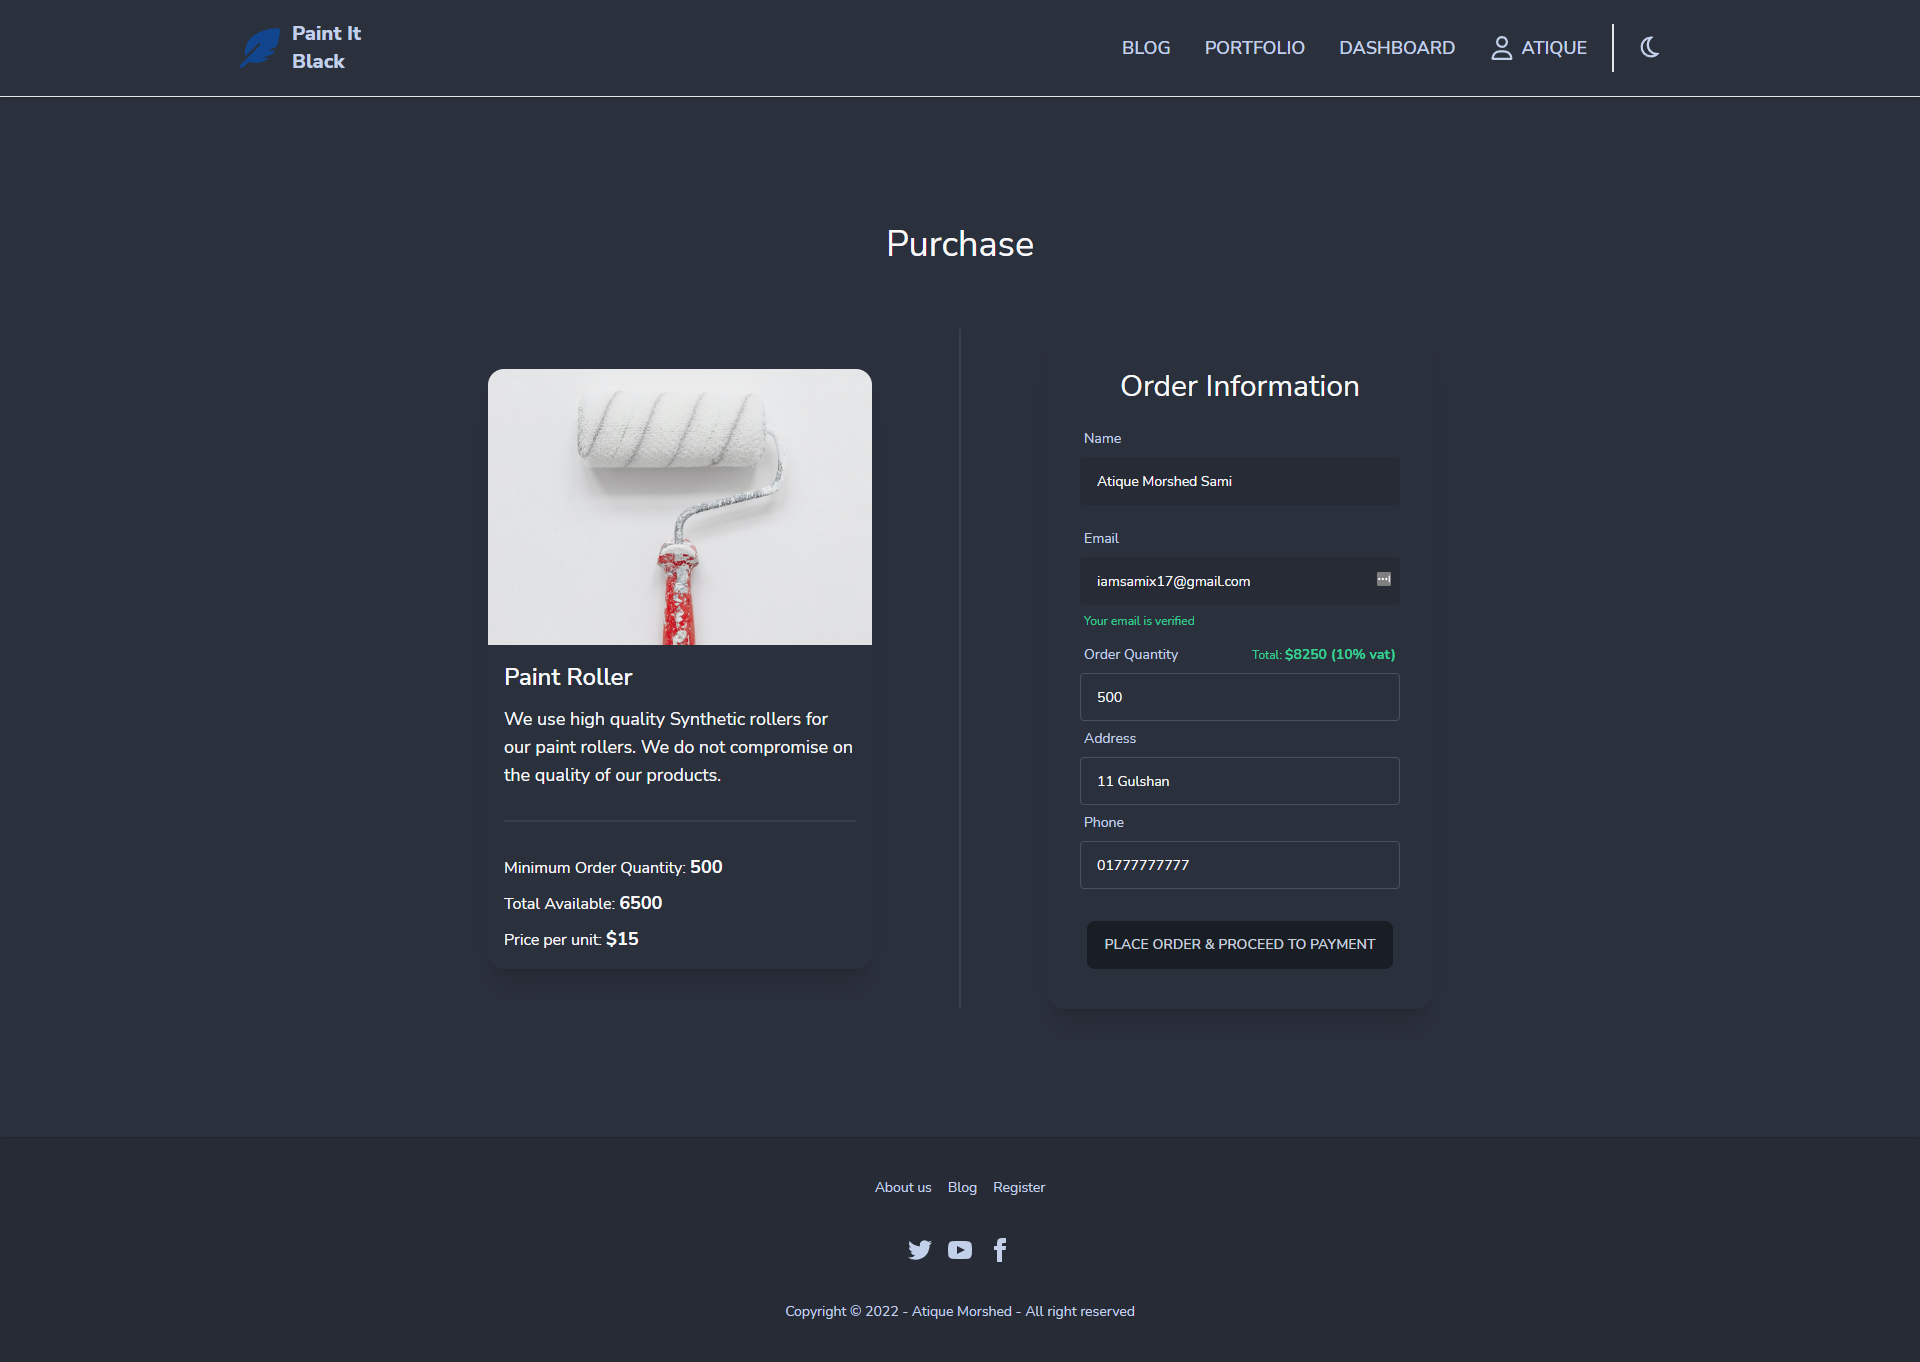 Paint It
Black
BLOG
PORTFOLIO
DASHBOARD
ATIQUE
Purchase
Paint Roller
We use high quality Synthetic rollers for
our paint rollers. We do not compromise on
the quality of our products.
Minimum Order Quantity: 500
Total Available: 6500
Price per unit: $15
Order Information
Name
Atique Morshed Sami
Email
iamsamix17@gmail.com
Your email is verified
Order Quantity
Total: $8250 (10% vat)
500
Address
11 Gulshan
Phone
01777777777
PLACE ORDER & PROCEED TO PAYMENT
About us
Blog
Register
Copyright © 2022 - Atique Morshed - All right reserved